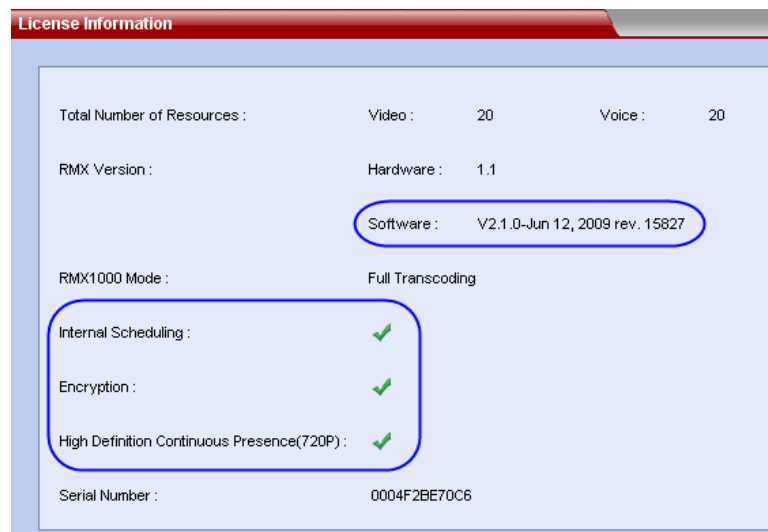 License Information
Total Number of Resources : Video : 20 Voice : 20
RMX Version : Hardware : 1.1
Software : V2.1.0-Jun 12, 2009 rev. 15827
RMX1000 Mode : Full Transcoding
Internal Scheduling :
Encryption :
High Definition Continuous Presence(720P) :
Serial Number : 0004F2BE70C6